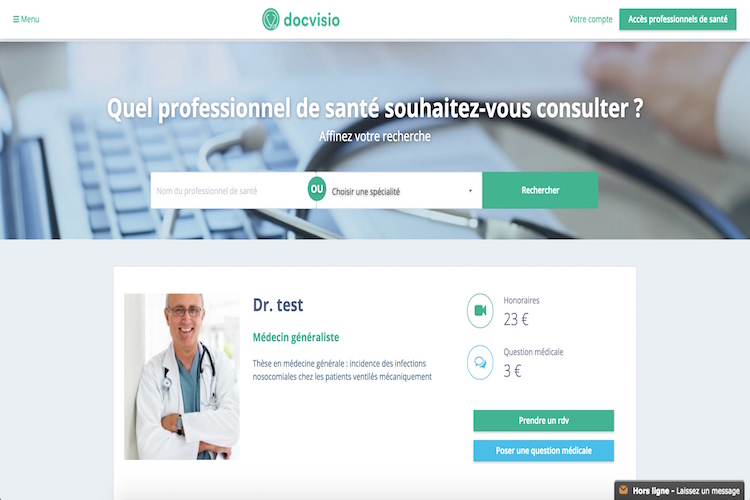 ☰ Menu
docvisio
Votre compte
Accès professionnels de santé
Quel professionnel de santé souhaitez-vous consulter ?
Affinez votre recherche
Nom du professionnel de santé
OU
Choisir une spécialité
Rechercher
Dr. test
Médecin généraliste
Thèse en médecine générale : incidence des infections
nosocomiales chez les patients ventilés mécaniquement
Honoraires
23 €
Question médicale
3 €
Prendre un rdv
Poser une question médicale
Hors ligne - Laissez un message